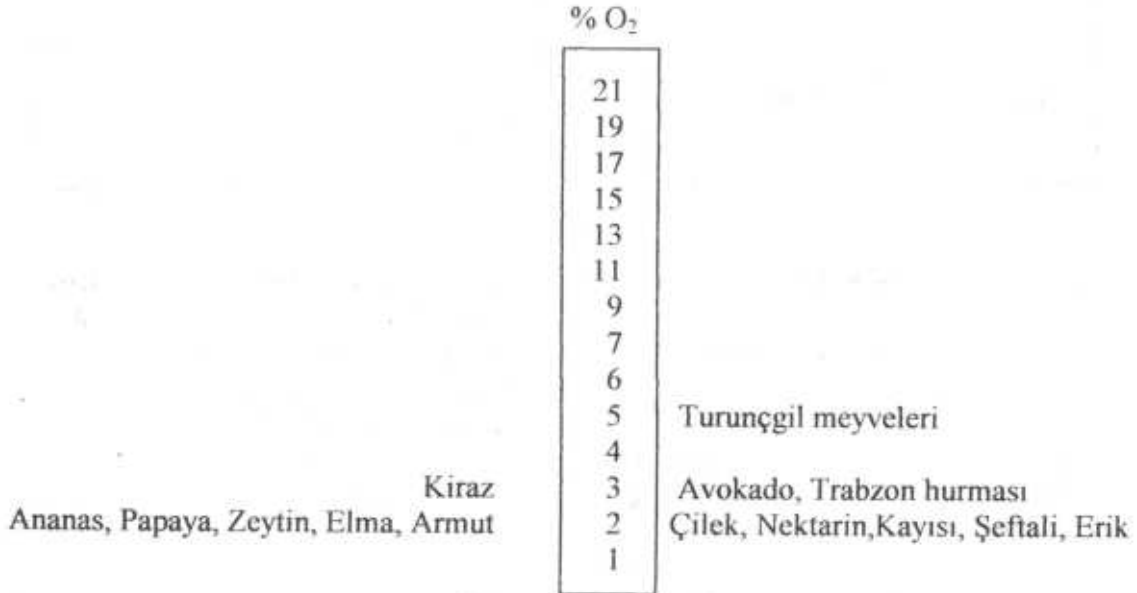 % O₂
21
19
17
15
13
11
9
7
6
5 Turunçgil meyveleri
4
Kiraz 3 Avokado, Trabzon hurması
Ananas, Papaya, Zeytin, Elma, Armut 2 Çilek, Nektarin,Kayısı, Şeftali, Erik
1